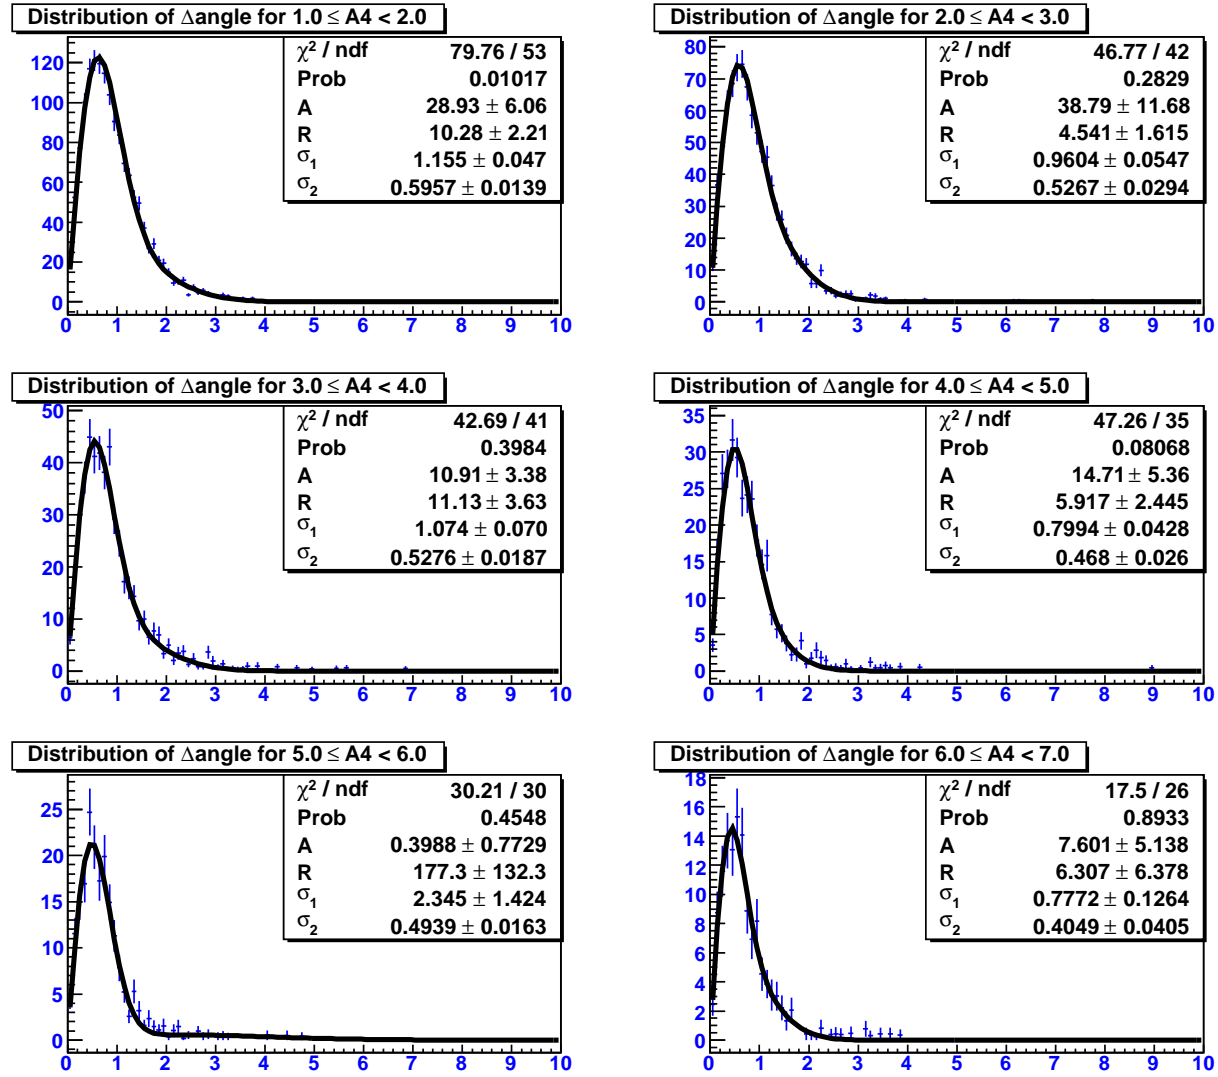 Distribution of Δangle for 1.0 ≤ A4 < 2.0
χ² / ndf 79.76 / 53
Prob 0.01017
A 28.93 ± 6.06
R 10.28 ± 2.21
σ₁ 1.155 ± 0.047
σ₂ 0.5957 ± 0.0139
120
100
80
60
40
20
0
0 1 2 3 4 5 6 7 8 9 10
Distribution of Δangle for 2.0 ≤ A4 < 3.0
χ² / ndf 46.77 / 42
Prob 0.2829
A 38.79 ± 11.68
R 4.541 ± 1.615
σ₁ 0.9604 ± 0.0547
σ₂ 0.5267 ± 0.0294
80
70
60
50
40
30
20
10
0
0 1 2 3 4 5 6 7 8 9 10
Distribution of Δangle for 3.0 ≤ A4 < 4.0
χ² / ndf 42.69 / 41
Prob 0.3984
A 10.91 ± 3.38
R 11.13 ± 3.63
σ₁ 1.074 ± 0.070
σ₂ 0.5276 ± 0.0187
50
40
30
20
10
0
0 1 2 3 4 5 6 7 8 9 10
Distribution of Δangle for 4.0 ≤ A4 < 5.0
χ² / ndf 47.26 / 35
Prob 0.08068
A 14.71 ± 5.36
R 5.917 ± 2.445
σ₁ 0.7994 ± 0.0428
σ₂ 0.468 ± 0.026
35
30
25
20
15
10
5
0
0 1 2 3 4 5 6 7 8 9 10
Distribution of Δangle for 5.0 ≤ A4 < 6.0
χ² / ndf 30.21 / 30
Prob 0.4548
A 0.3988 ± 0.7729
R 177.3 ± 132.3
σ₁ 2.345 ± 1.424
σ₂ 0.4939 ± 0.0163
25
20
15
10
5
0
0 1 2 3 4 5 6 7 8 9 10
Distribution of Δangle for 6.0 ≤ A4 < 7.0
χ² / ndf 17.5 / 26
Prob 0.8933
A 7.601 ± 5.138
R 6.307 ± 6.378
σ₁ 0.7772 ± 0.1264
σ₂ 0.4049 ± 0.0405
18
16
14
12
10
8
6
4
2
0
0 1 2 3 4 5 6 7 8 9 10